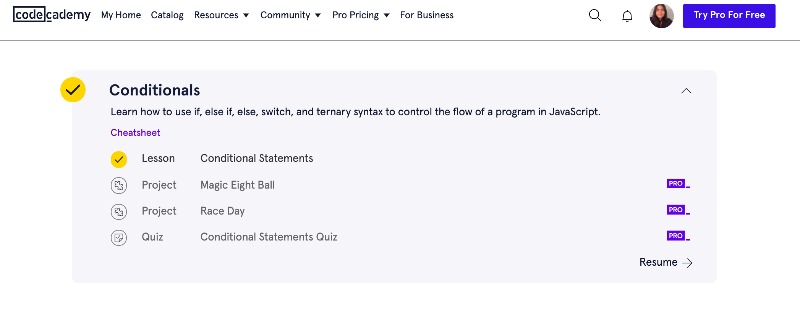 codecademy My Home Catalog Resources Community Pro Pricing For Business Try Pro For Free
Conditionals
Learn how to use if, else if, else, switch, and ternary syntax to control the flow of a program in JavaScript.
Cheatsheet
Lesson Conditional Statements
Project Magic Eight Ball PRO
Project Race Day PRO
Quiz Conditional Statements Quiz PRO
Resume